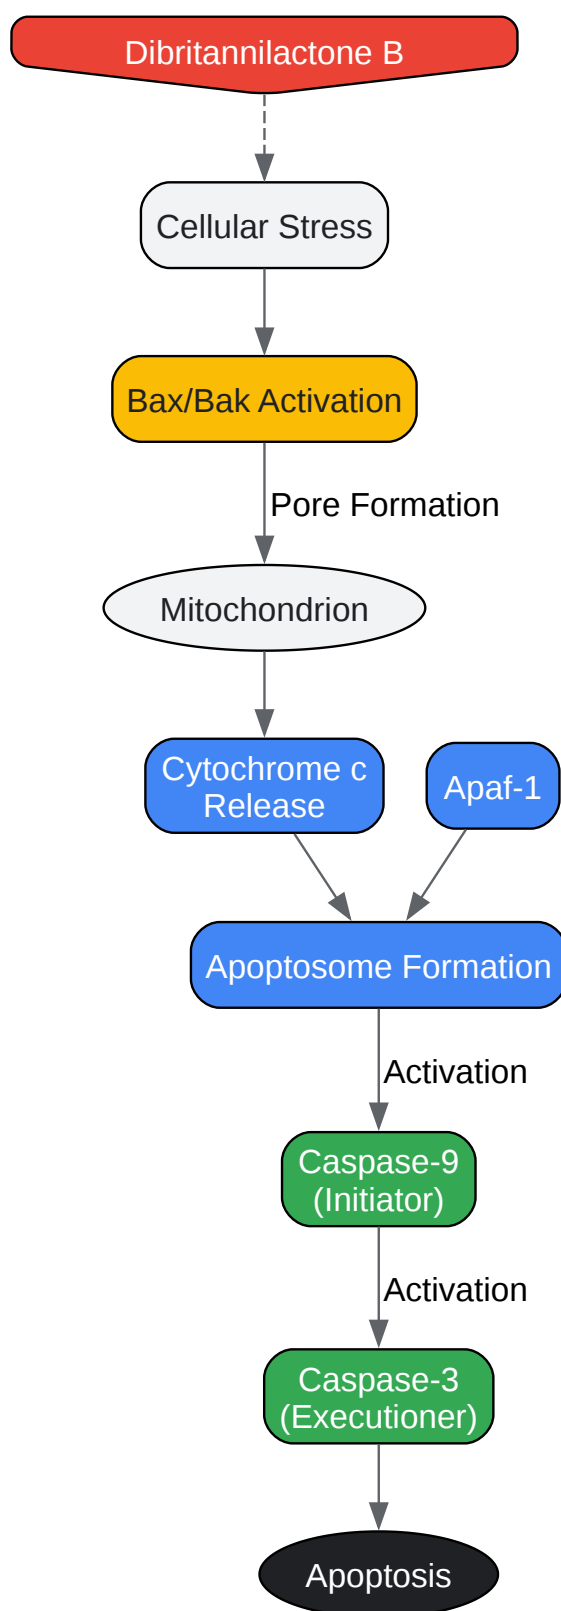 Dibritannilactone B
Cellular Stress
Bax/Bak Activation
Pore Formation
Mitochondrion
Cytochrome c
Release
Apaf-1
Apoptosome Formation
Activation
Caspase-9
(Initiator)
Activation
Caspase-3
(Executioner)
Apoptosis